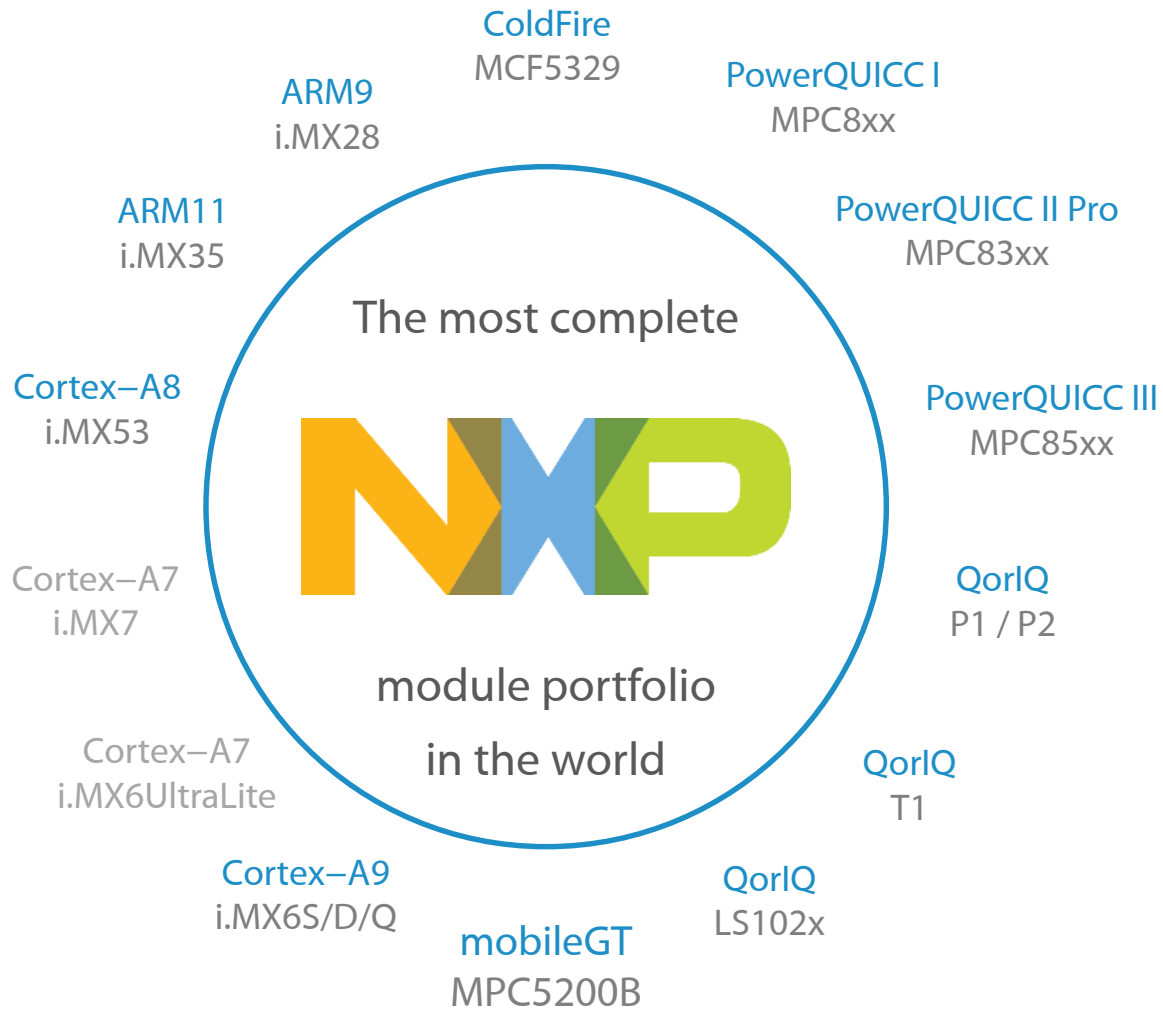 ColdFire
MCF5329
PowerQUICC I
MPC8xx
PowerQUICC II Pro
MPC83xx
PowerQUICC III
MPC85xx
QorIQ
P1 / P2
QorIQ
T1
QorIQ
LS102x
mobileGT
MPC5200B
Cortex–A9
i.MX6S/D/Q
Cortex–A7
i.MX6UltraLite
Cortex–A7
i.MX7
Cortex–A8
i.MX53
ARM11
i.MX35
ARM9
i.MX28
The most complete
NXP
module portfolio
in the world